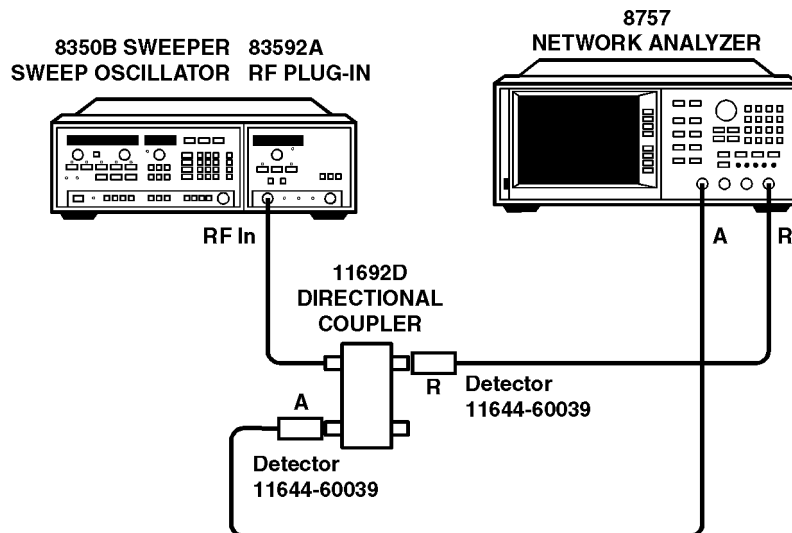 8757
NETWORK ANALYZER
8350B SWEEPER 83592A
SWEEP OSCILLATOR RF PLUG-IN
RF In
A
R
11692D
DIRECTIONAL
COUPLER
R
Detector
11644-60039
A
Detector
11644-60039